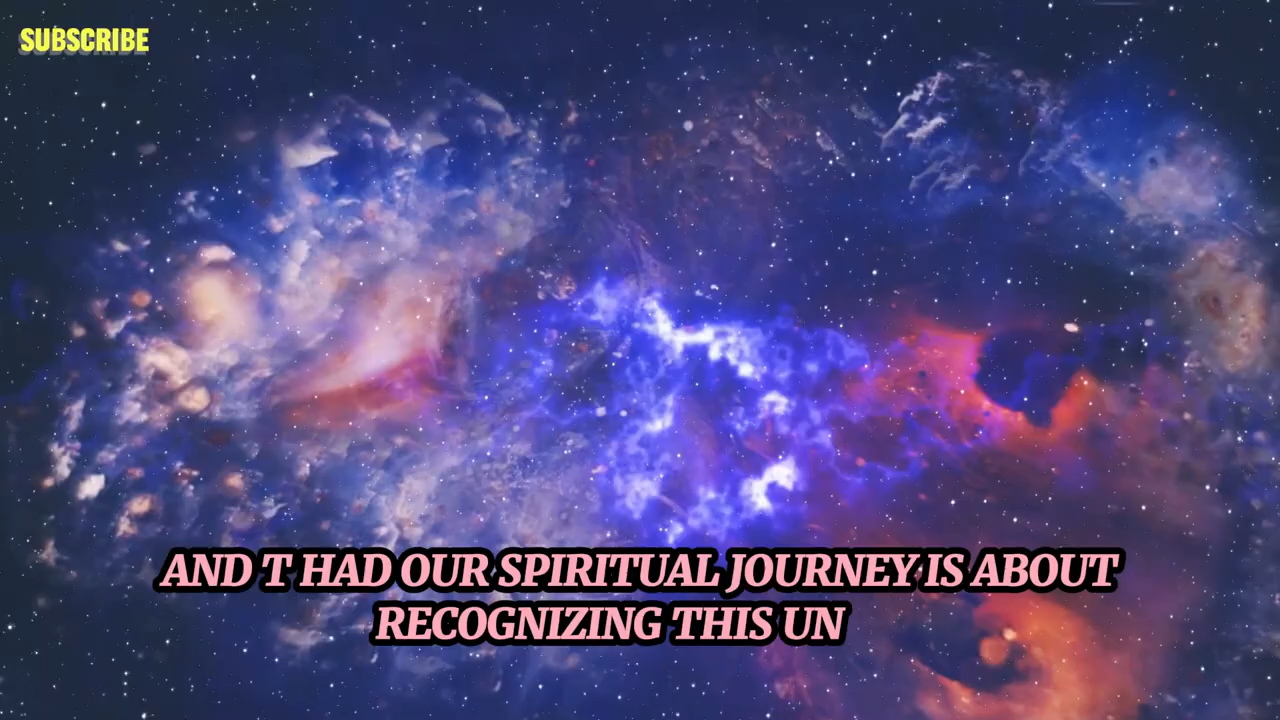 SUBSCRIBE
AND T HAD OUR SPIRITUAL JOURNEY IS ABOUT
RECOGNIZING THIS UN